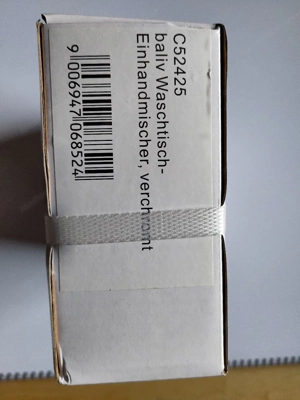 C52425
baliv Waschtisch-
Einhandmischer, verchromt
9 006947 068524